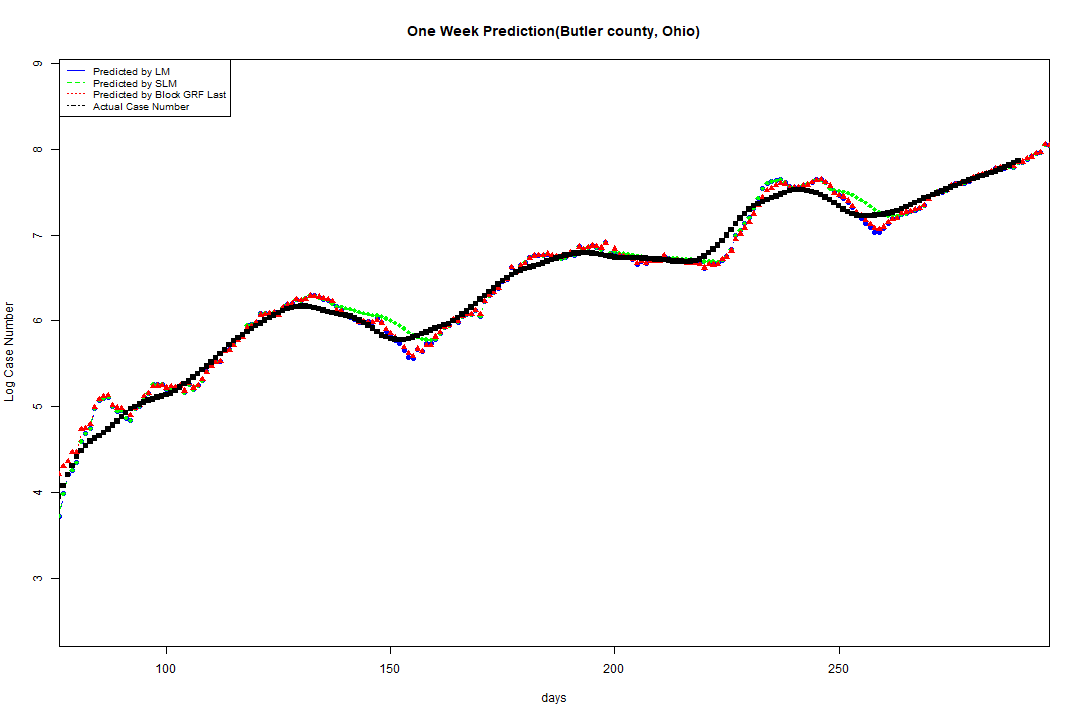 One Week Prediction(Butler county, Ohio)
Predicted by LM
Predicted by SLM
Predicted by Block GRF Last
Actual Case Number
9
8
7
6
5
4
3
Log Case Number
100 150 200 250
days